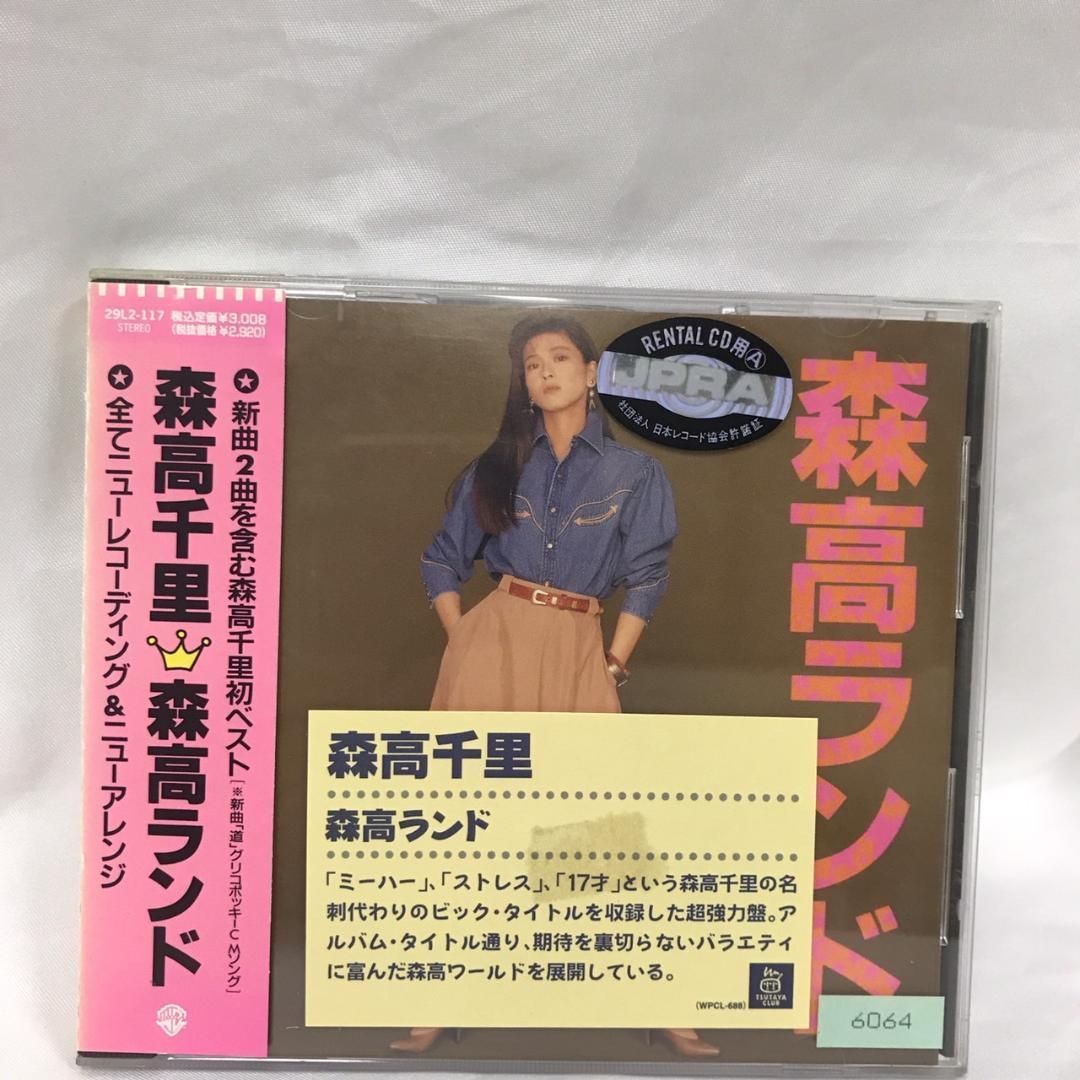 29L2-117 税込定価¥3,008
STEREO (税抜価格¥2,920)
✪新曲2曲を含む森高千里初ベスト[※新曲「道」グリコポッキーCMソング]
森高千里 森高ランド
✪全てニューレコーディング&ニューアレンジ
RENTAL CD用Ⓐ
JPRA
社団法人 日本レコード協会許諾証
森高ランド
森高千里
森高ランド
「ミーハー」、「ストレス」、「17才」という森高千里の名
刺代わりのビック・タイトルを収録した超強力盤。ア
ルバム・タイトル通り、期待を裏切らないバラエティ
に富んだ森高ワールドを展開している。
(WPCL-688)
TSUTAYA
CLUB
6064